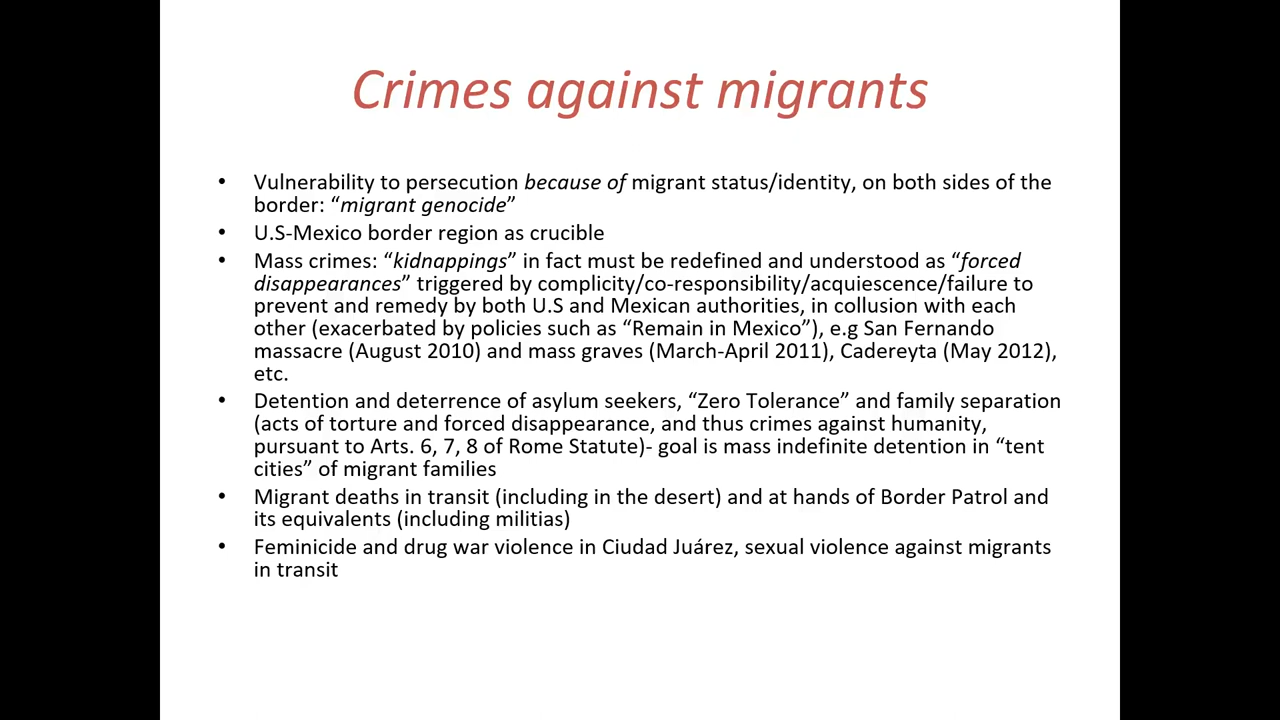 Crimes against migrants
• Vulnerability to persecution because of migrant status/identity, on both sides of the
border: “migrant genocide”
• U.S-Mexico border region as crucible
• Mass crimes: “kidnappings” in fact must be redefined and understood as “forced
disappearances” triggered by complicity/co-responsibility/acquiescence/failure to
prevent and remedy by both U.S and Mexican authorities, in collusion with each
other (exacerbated by policies such as “Remain in Mexico”), e.g San Fernando
massacre (August 2010) and mass graves (March-April 2011), Cadereyta (May 2012),
etc.
• Detention and deterrence of asylum seekers, “Zero Tolerance” and family separation
(acts of torture and forced disappearance, and thus crimes against humanity,
pursuant to Arts. 6, 7, 8 of Rome Statute)- goal is mass indefinite detention in “tent
cities” of migrant families
• Migrant deaths in transit (including in the desert) and at hands of Border Patrol and
its equivalents (including militias)
• Feminicide and drug war violence in Ciudad Juárez, sexual violence against migrants
in transit